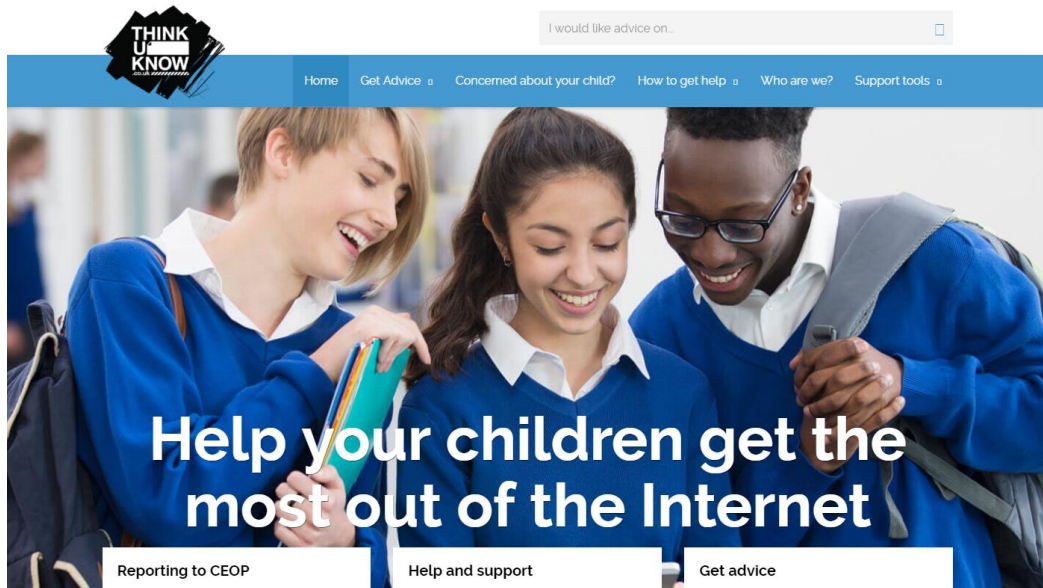 THINK
U
KNOW
.co.uk
I would like advice on...
Home
Get Advice
Concerned about your child?
How to get help
Who are we?
Support tools
Help your children get the
most out of the Internet
Reporting to CEOP
Help and support
Get advice